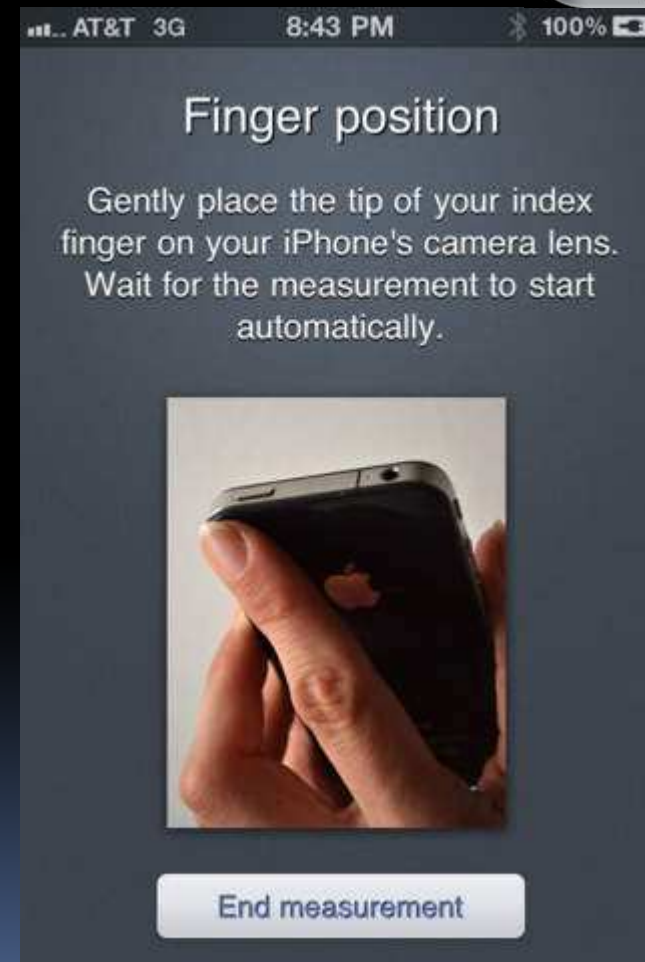 AT&T 3G 8:43 PM 100%
Finger position
Gently place the tip of your index
finger on your iPhone's camera lens.
Wait for the measurement to start
automatically.
End measurement